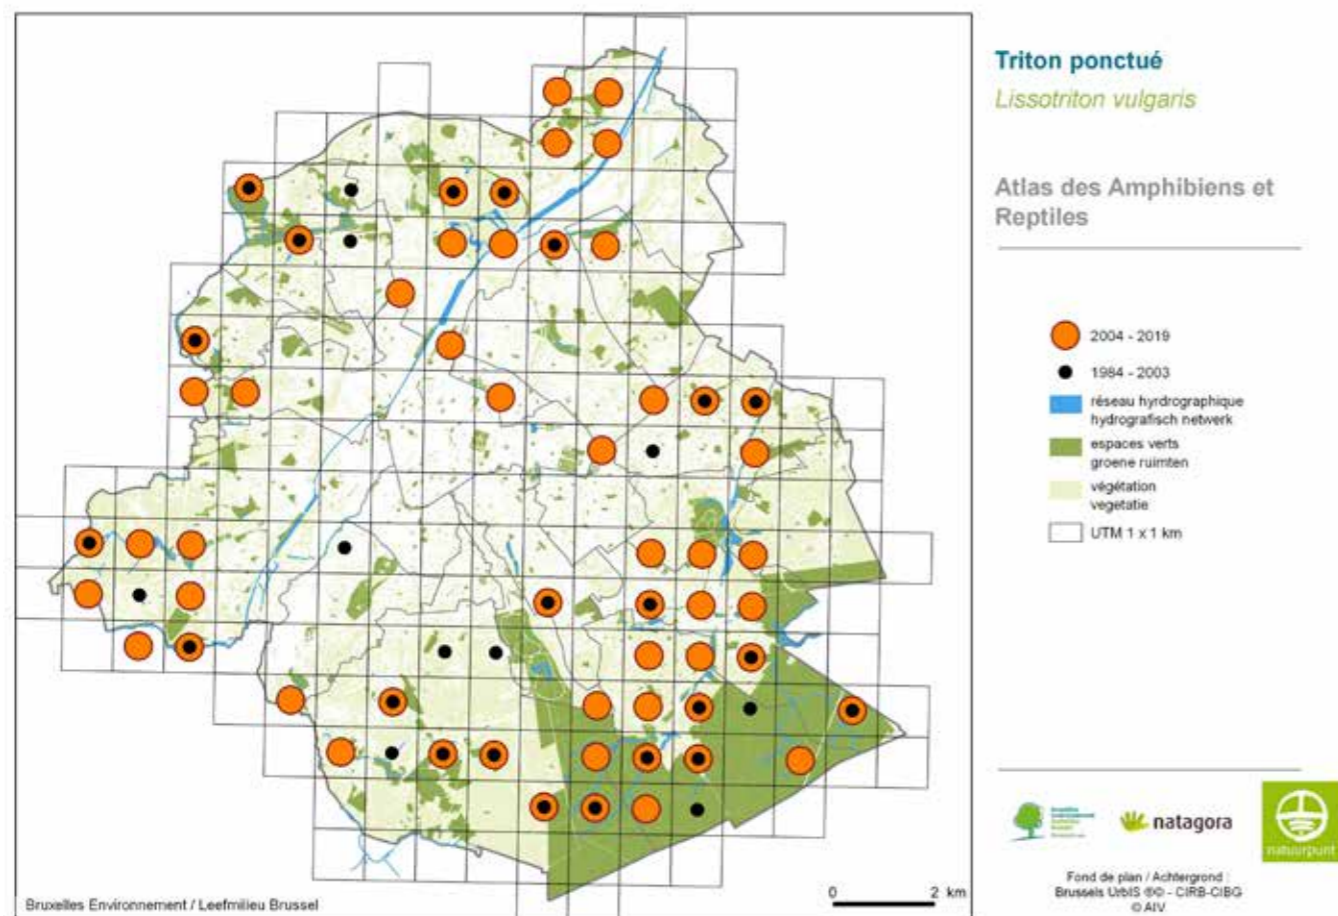 Triton ponctué
Lissotriton vulgaris
Atlas des Amphibiens et
Reptiles
2004 - 2019
1984 - 2003
réseau hyrdrographique
hydrografisch netwerk
espaces verts
groene ruimten
végétation
vegetatie
UTM 1 x 1 km
natagora
natuurpunt
Fond de plan / Achtergrond :
Brussels UrbIS ®© - CIRB-CIBG
© AIV
0 2 km
Bruxelles Environnement / Leefmilieu Brussel